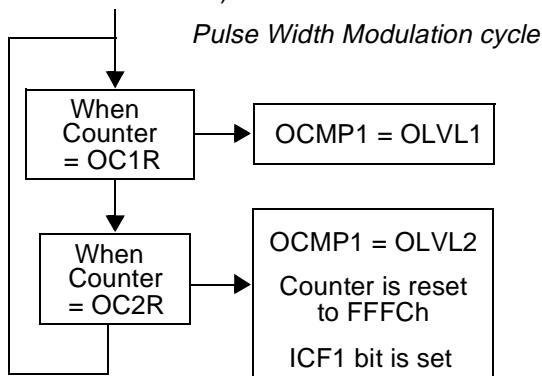 Pulse Width Modulation cycle
When
Counter
= OC1R
OCMP1 = OLVL1
When
Counter
= OC2R
OCMP1 = OLVL2
Counter is reset
to FFFCh
ICF1 bit is set